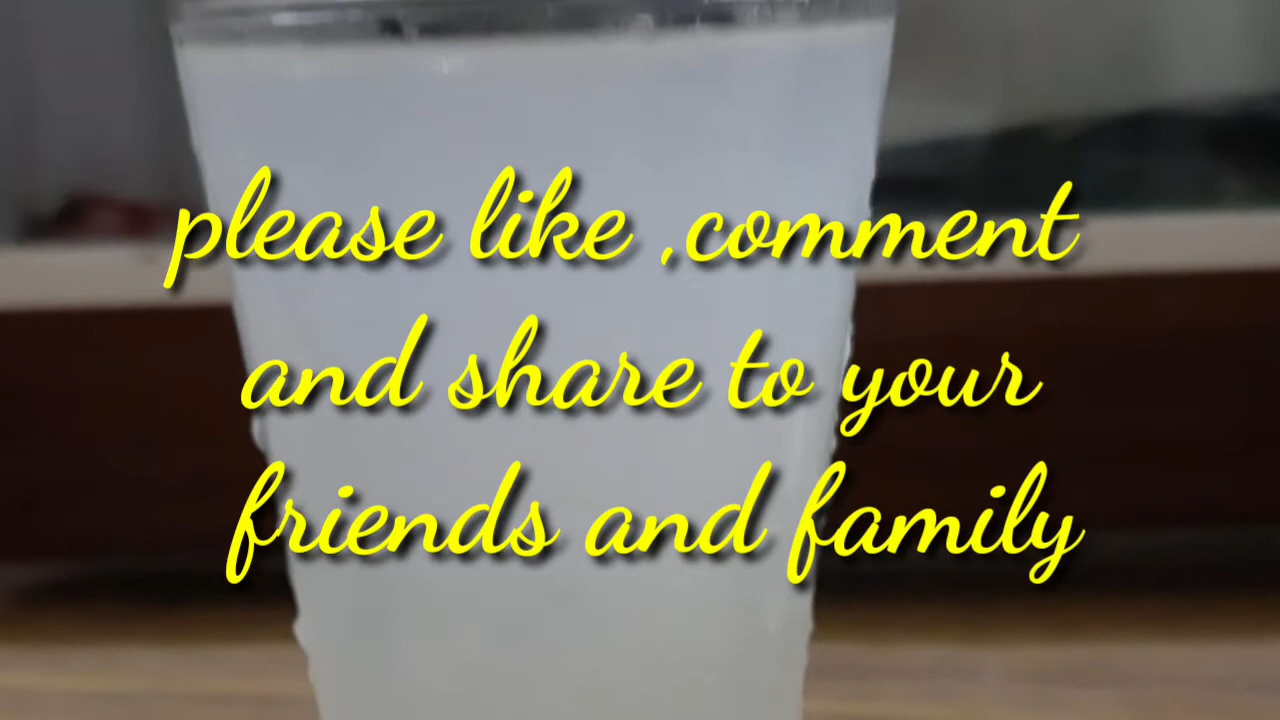 please like ,comment
and share to your
friends and family